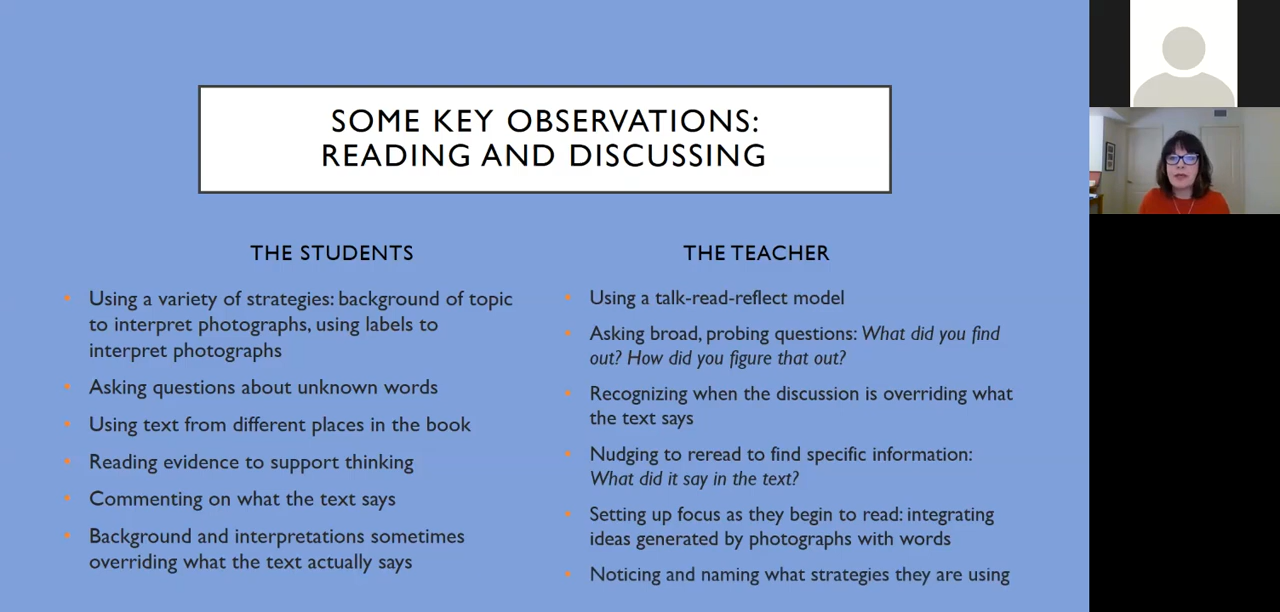 SOME KEY OBSERVATIONS:
READING AND DISCUSSING
THE STUDENTS
• Using a variety of strategies: background of topic
to interpret photographs, using labels to
interpret photographs
• Asking questions about unknown words
• Using text from different places in the book
• Reading evidence to support thinking
• Commenting on what the text says
• Background and interpretations sometimes
overriding what the text actually says
THE TEACHER
• Using a talk-read-reflect model
• Asking broad, probing questions: What did you find
out? How did you figure that out?
• Recognizing when the discussion is overriding what
the text says
• Nudging to reread to find specific information:
What did it say in the text?
• Setting up focus as they begin to read: integrating
ideas generated by photographs with words
• Noticing and naming what strategies they are using